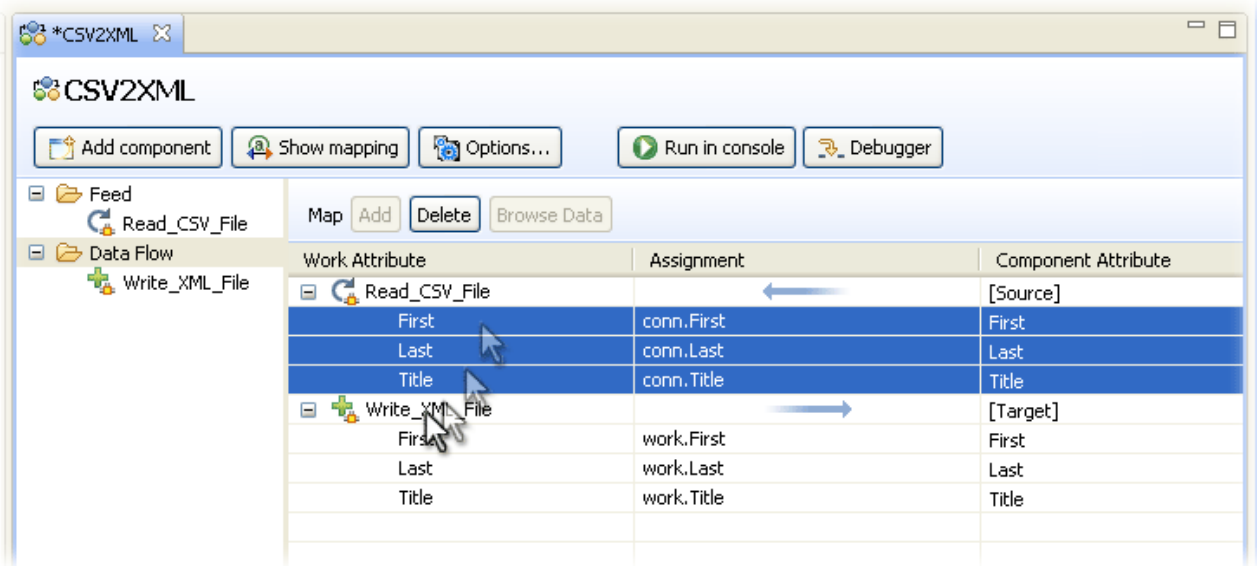 *CSV2XML
CSV2XML
Add component Show mapping Options... Run in console Debugger
Feed
Read_CSV_File
Data Flow
Write_XML_File
Map Add Delete Browse Data
Work Attribute Assignment Component Attribute
Read_CSV_File [Source]
First conn.First First
Last conn.Last Last
Title conn.Title Title
Write_XML_File [Target]
First work.First First
Last work.Last Last
Title work.Title Title